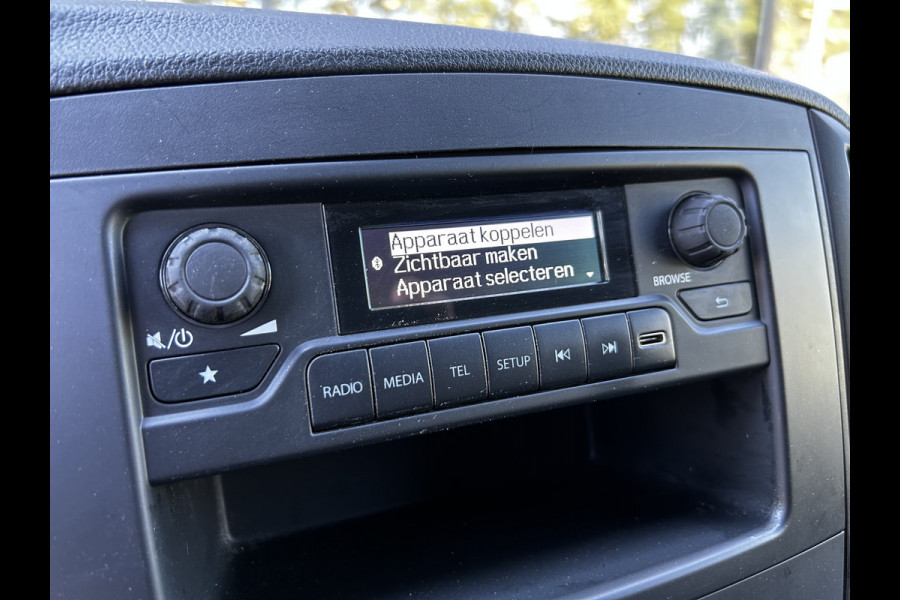 Apparaat koppelen
Zichtbaar maken
Apparaat selecteren
BROWSE
RADIO
MEDIA
TEL
SETUP